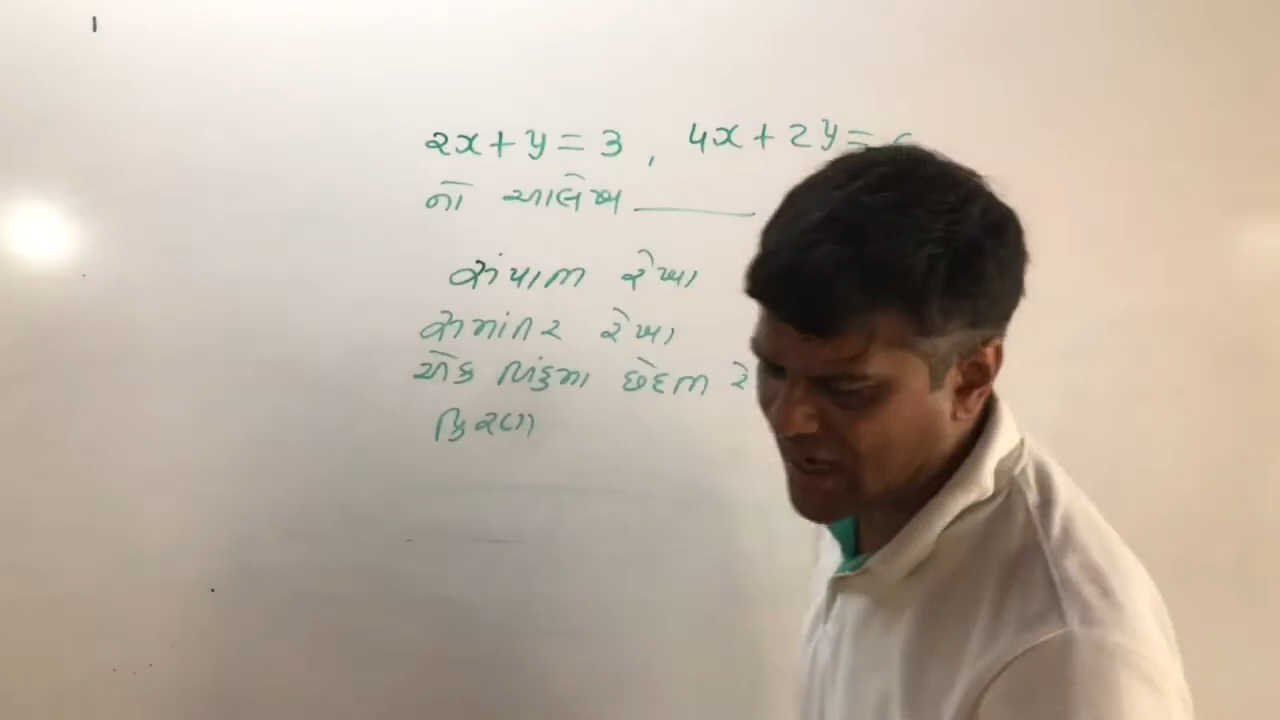 2x + y = 3 , 4x + 2y =
નો આલેખ ______
સંપાત રેખા
સમાંતર રેખા
એક બિંદુમા છેદત રે
કિરણ